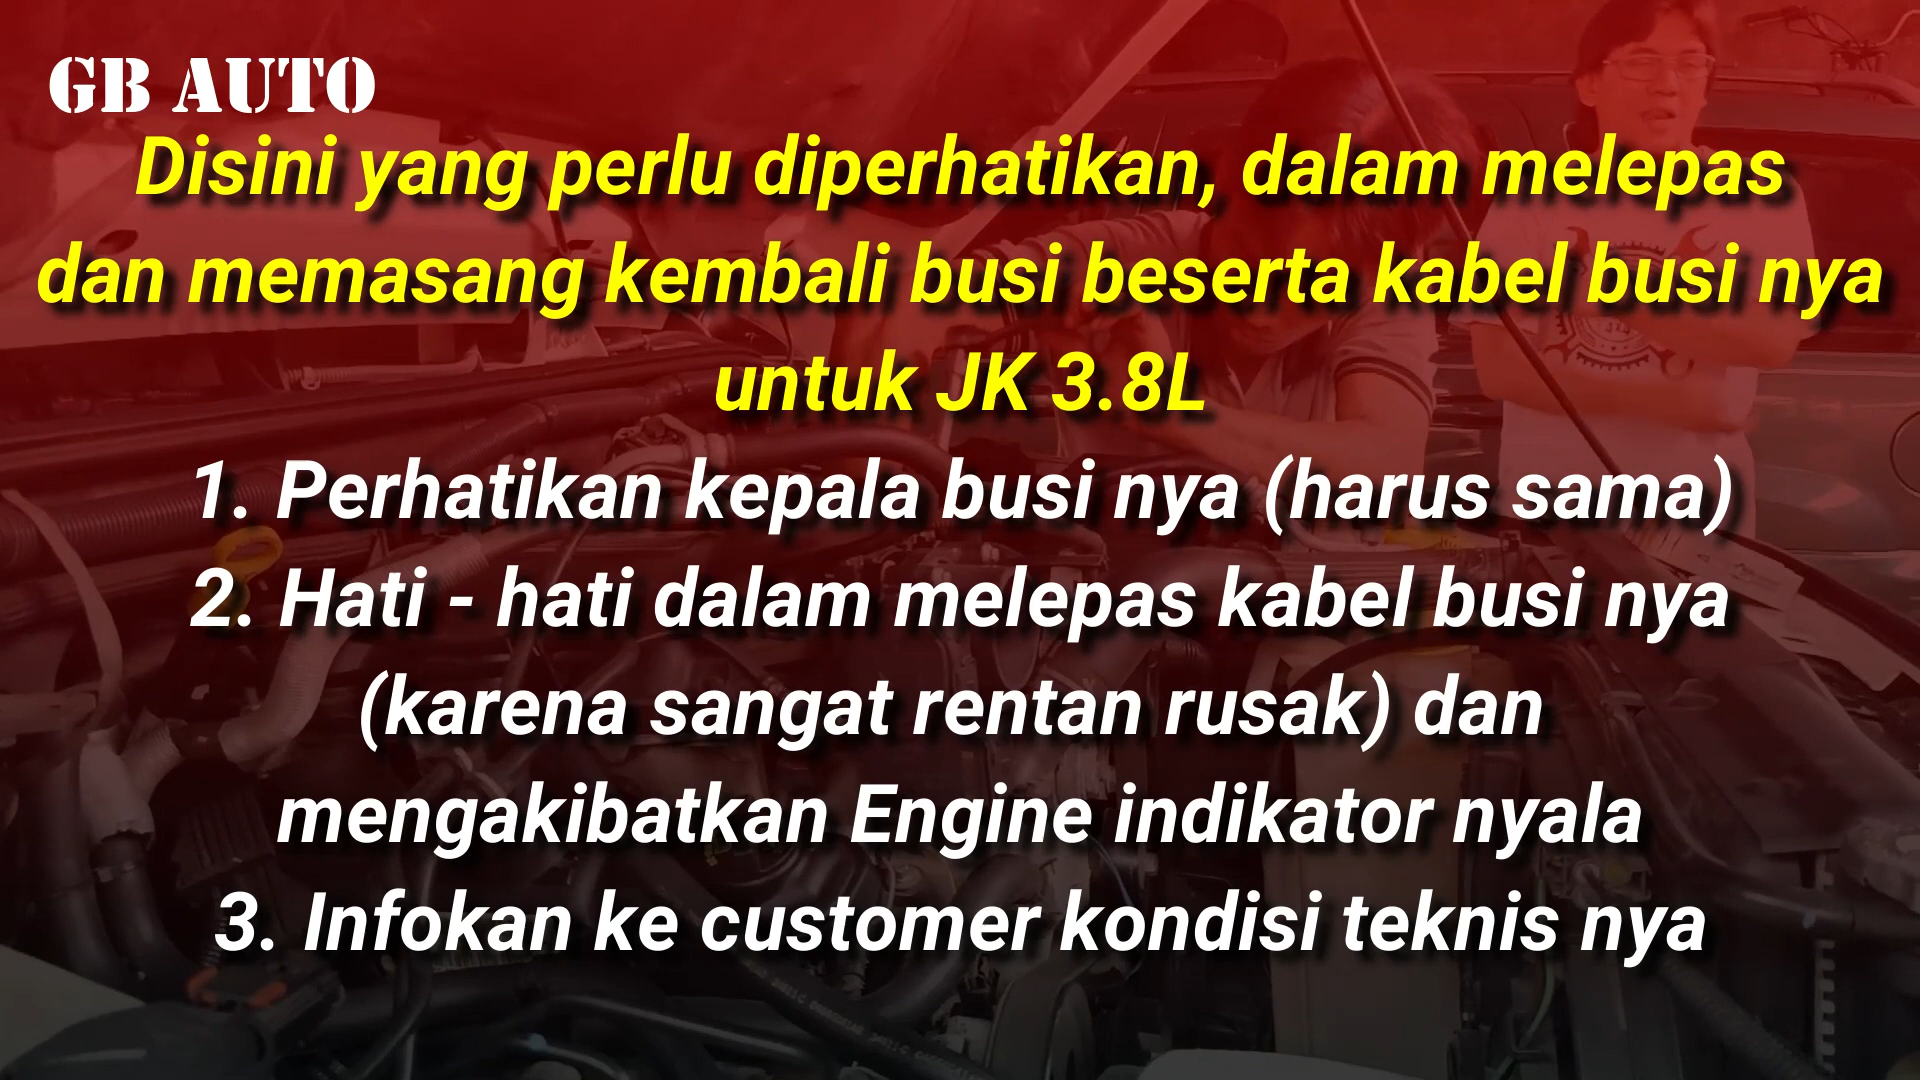 GB AUTO
Disini yang perlu diperhatikan, dalam melepas
dan memasang kembali busi beserta kabel busi nya
untuk JK 3.8L
1. Perhatikan kepala busi nya (harus sama)
2. Hati - hati dalam melepas kabel busi nya
(karena sangat rentan rusak) dan
mengakibatkan Engine indikator nyala
3. Infokan ke customer kondisi teknis nya